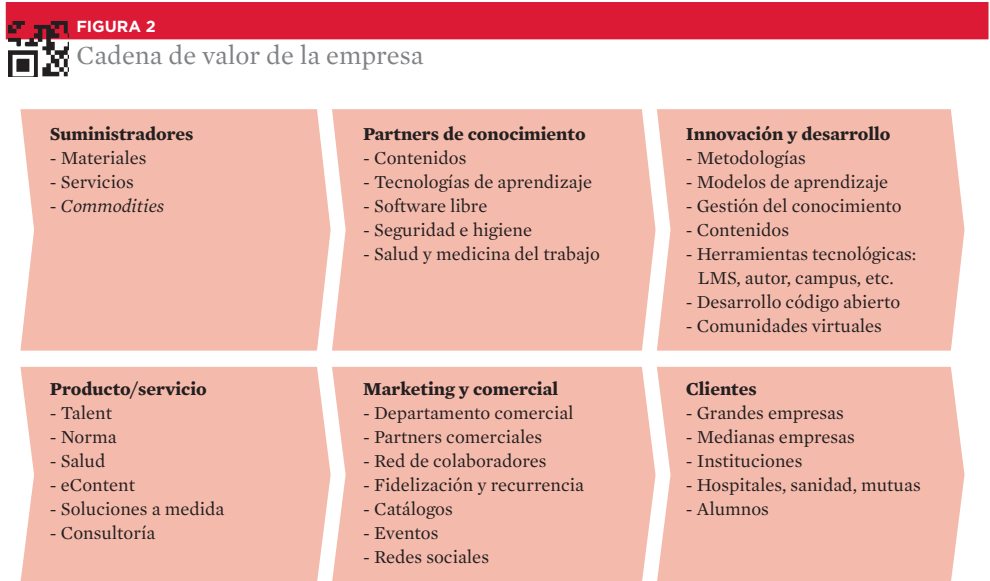 FIGURA 2
Cadena de valor de la empresa
Suministradores
- Materiales
- Servicios
- Commodities
Partners de conocimiento
- Contenidos
- Tecnologías de aprendizaje
- Software libre
- Seguridad e higiene
- Salud y medicina del trabajo
Innovación y desarrollo
- Metodologías
- Modelos de aprendizaje
- Gestión del conocimiento
- Contenidos
- Herramientas tecnológicas:
LMS, autor, campus, etc.
- Desarrollo código abierto
- Comunidades virtuales
Producto/servicio
- Talent
- Norma
- Salud
- eContent
- Soluciones a medida
- Consultoría
Marketing y comercial
- Departamento comercial
- Partners comerciales
- Red de colaboradores
- Fidelización y recurrencia
- Catálogos
- Eventos
- Redes sociales
Clientes
- Grandes empresas
- Medianas empresas
- Instituciones
- Hospitales, sanidad, mutuas
- Alumnos